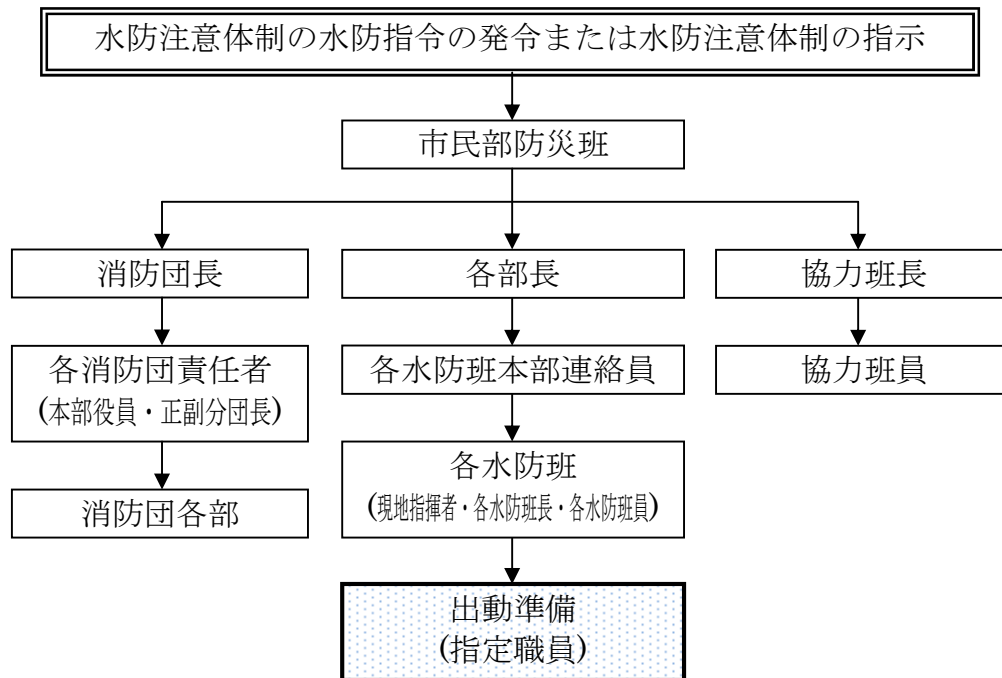 水防注意体制の水防指令の発令または水防注意体制の指示
市民部防災班
消防団長
各部長
協力班長
各消防団責任者
(本部役員・正副分団長)
各水防班本部連絡員
協力班員
消防団各部
各水防班
(現地指揮者・各水防班長・各水防班員)
出動準備
(指定職員)